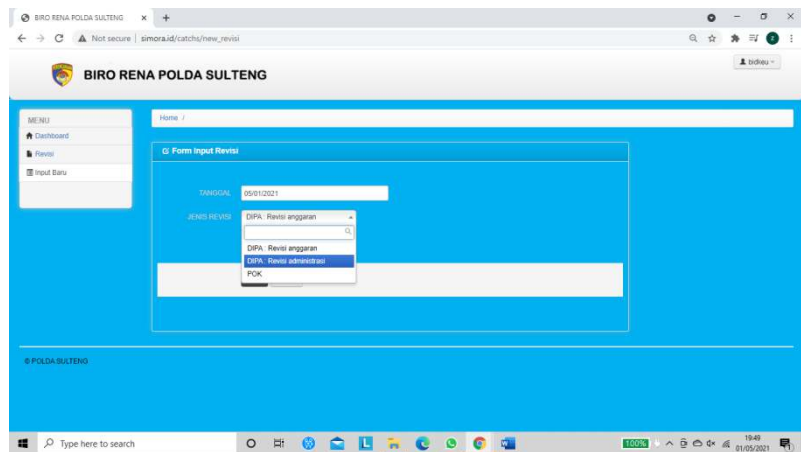 BIRO RENA POLDA SULTENG
Not secure
simora.id/catchs/new_revisi
BIRO RENA POLDA SULTENG
bidkeu
MENU
Dashboard
Revisi
Input Baru
Home /
Form Input Revisi
TANGGAL
05/01/2021
JENIS REVISI
DIPA : Revisi anggaran
DIPA : Revisi anggaran
DIPA : Revisi administrasi
POK
© POLDA SULTENG
Type here to search
100%
19:49
01/05/2021